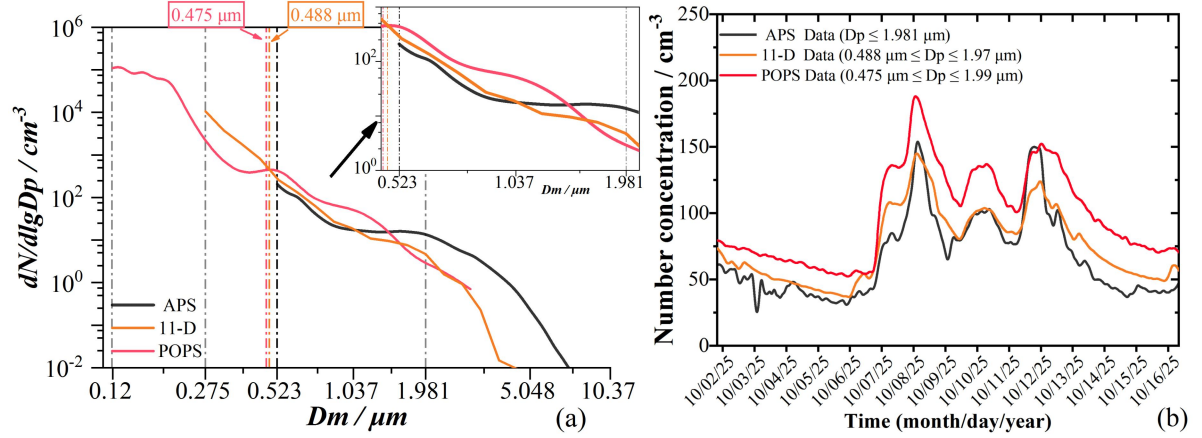 0.475 μm
0.488 μm
10^6
10^4
10^2
10^0
10^-2
dN/dlgDp / cm^-3
APS
11-D
POPS
0.12
0.275
0.523
1.037
1.981
5.048
10.37
Dm / μm
(a)
10^2
10^0
0.523
1.037
1.981
Dm / μm
250
200
150
100
50
0
Number concentration / cm^-3
APS Data (Dp ≤ 1.981 μm)
11-D Data (0.488 μm ≤ Dp ≤ 1.97 μm)
POPS Data (0.475 μm ≤ Dp ≤ 1.99 μm)
10/02/25
10/03/25
10/04/25
10/05/25
10/06/25
10/07/25
10/08/25
10/09/25
10/10/25
10/11/25
10/12/25
10/13/25
10/14/25
10/15/25
10/16/25
Time (month/day/year)
(b)